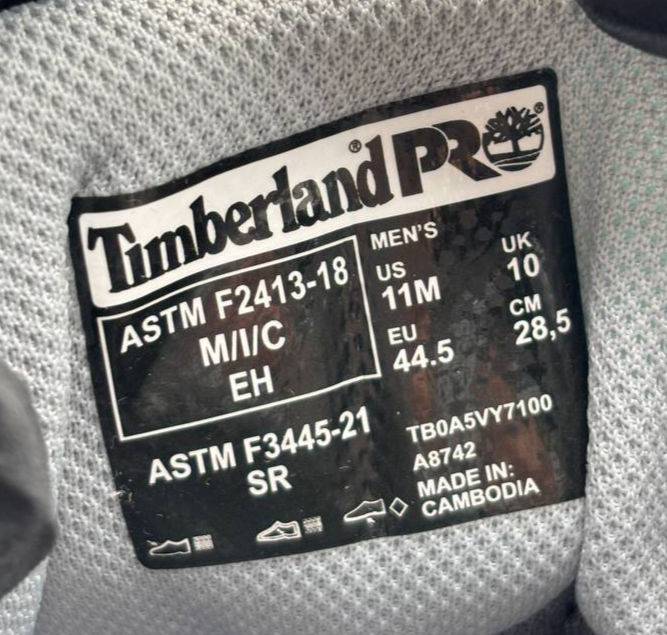 Timberland® PRO®
ASTM F2413-18
M/I/C
EH
MEN'S
US
11M
UK
10
EU
44.5
CM
28,5
ASTM F3445-21
SR
TB0A5VY7100
A8742
MADE IN:
CAMBODIA